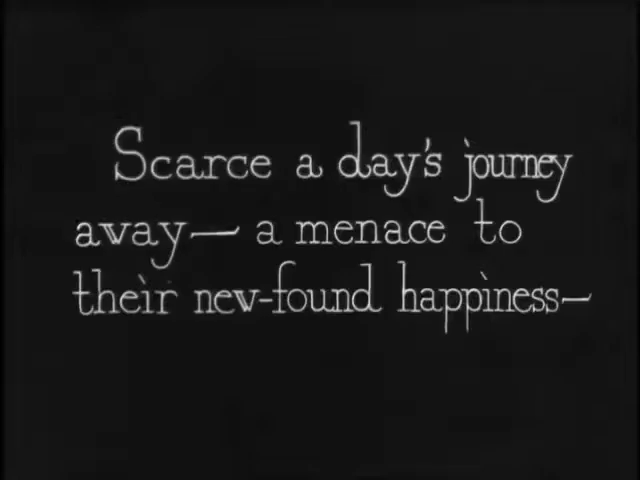 Scarce a day's journey
away— a menace to
their new-found happiness—